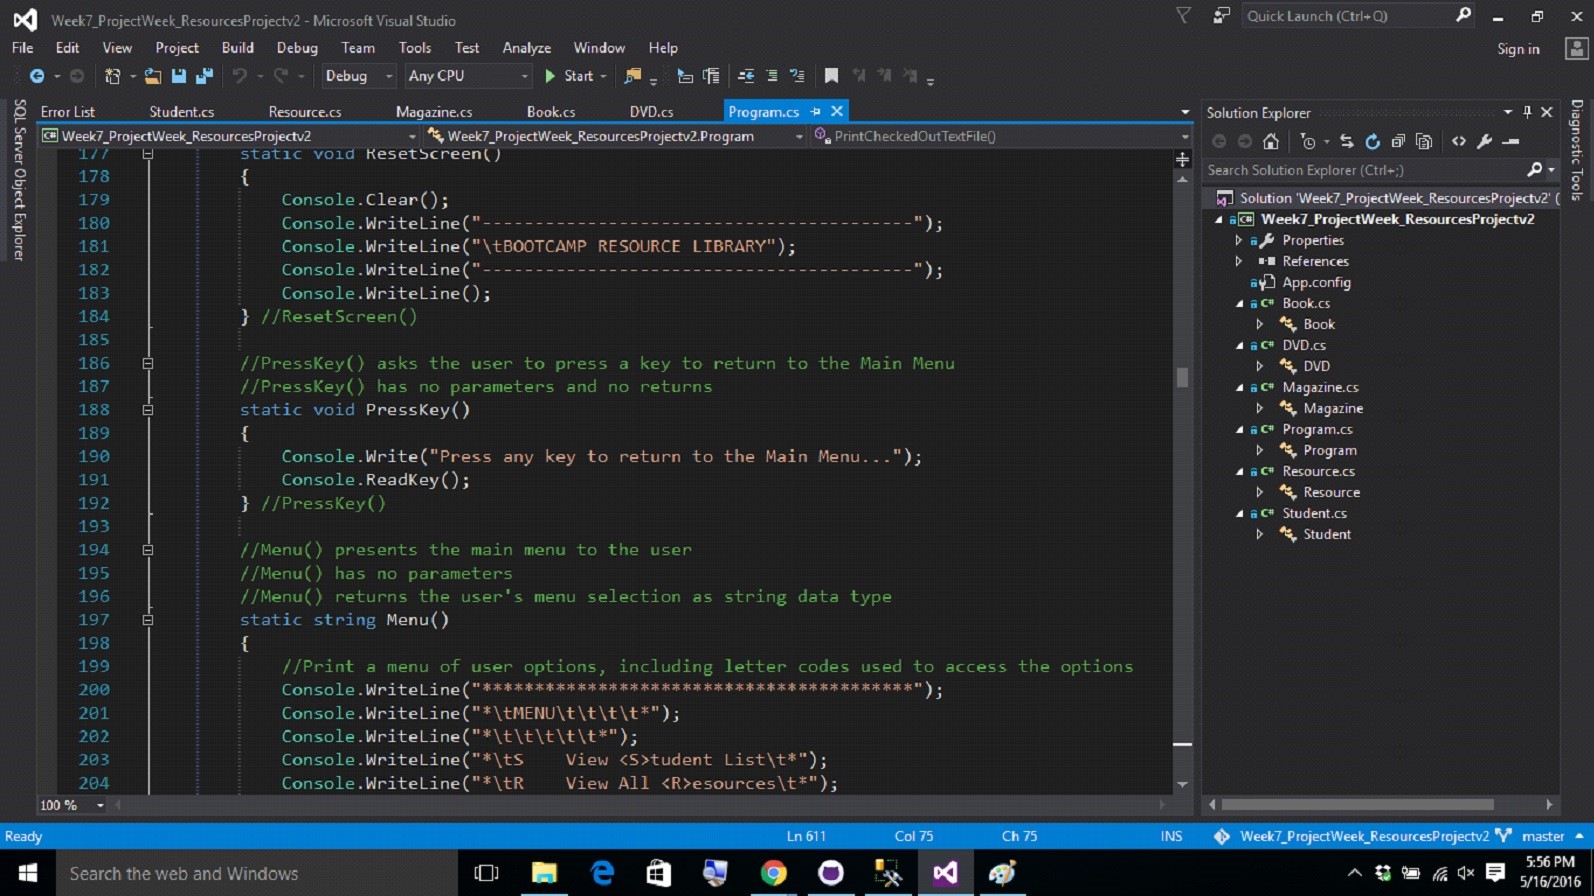 Week7_ProjectWeek_ResourcesProjectv2 - Microsoft Visual Studio
Quick Launch (Ctrl+Q)
File Edit View Project Build Debug Team Tools Test Analyze Window Help
Sign in
Debug Any CPU Start
SQL Server Object Explorer
Error List Student.cs Resource.cs Magazine.cs Book.cs DVD.cs Program.cs
Week7_ProjectWeek_ResourcesProjectv2 Week7_ProjectWeek_ResourcesProjectv2.Program PrintCheckedOutTextFile()
177 static void ResetScreen()
178 {
179 Console.Clear();
180 Console.WriteLine("-----------------------------------------");
181 Console.WriteLine("\tBOOTCAMP RESOURCE LIBRARY");
182 Console.WriteLine("-----------------------------------------");
183 Console.WriteLine();
184 } //ResetScreen()
185
186 //PressKey() asks the user to press a key to return to the Main Menu
187 //PressKey() has no parameters and no returns
188 static void PressKey()
189 {
190 Console.Write("Press any key to return to the Main Menu...");
191 Console.ReadKey();
192 } //PressKey()
193
194 //Menu() presents the main menu to the user
195 //Menu() has no parameters
196 //Menu() returns the user's menu selection as string data type
197 static string Menu()
198 {
199 //Print a menu of user options, including letter codes used to access the options
200 Console.WriteLine("*****************************************");
201 Console.WriteLine("*\tMENU\t\t\t\t*");
202 Console.WriteLine("*\t\t\t\t\t*");
203 Console.WriteLine("*\tS    View <S>tudent List\t*");
204 Console.WriteLine("*\tR    View All <R>esources\t*");
100 %
Solution Explorer
Search Solution Explorer (Ctrl+;)
Solution 'Week7_ProjectWeek_ResourcesProjectv2' (
Week7_ProjectWeek_ResourcesProjectv2
Properties
References
App.config
Book.cs
Book
DVD.cs
DVD
Magazine.cs
Magazine
Program.cs
Program
Resource.cs
Resource
Student.cs
Student
Diagnostic Tools
Ready Ln 611 Col 75 Ch 75 INS Week7_ProjectWeek_ResourcesProjectv2 master
Search the web and Windows
5:56 PM
5/16/2016